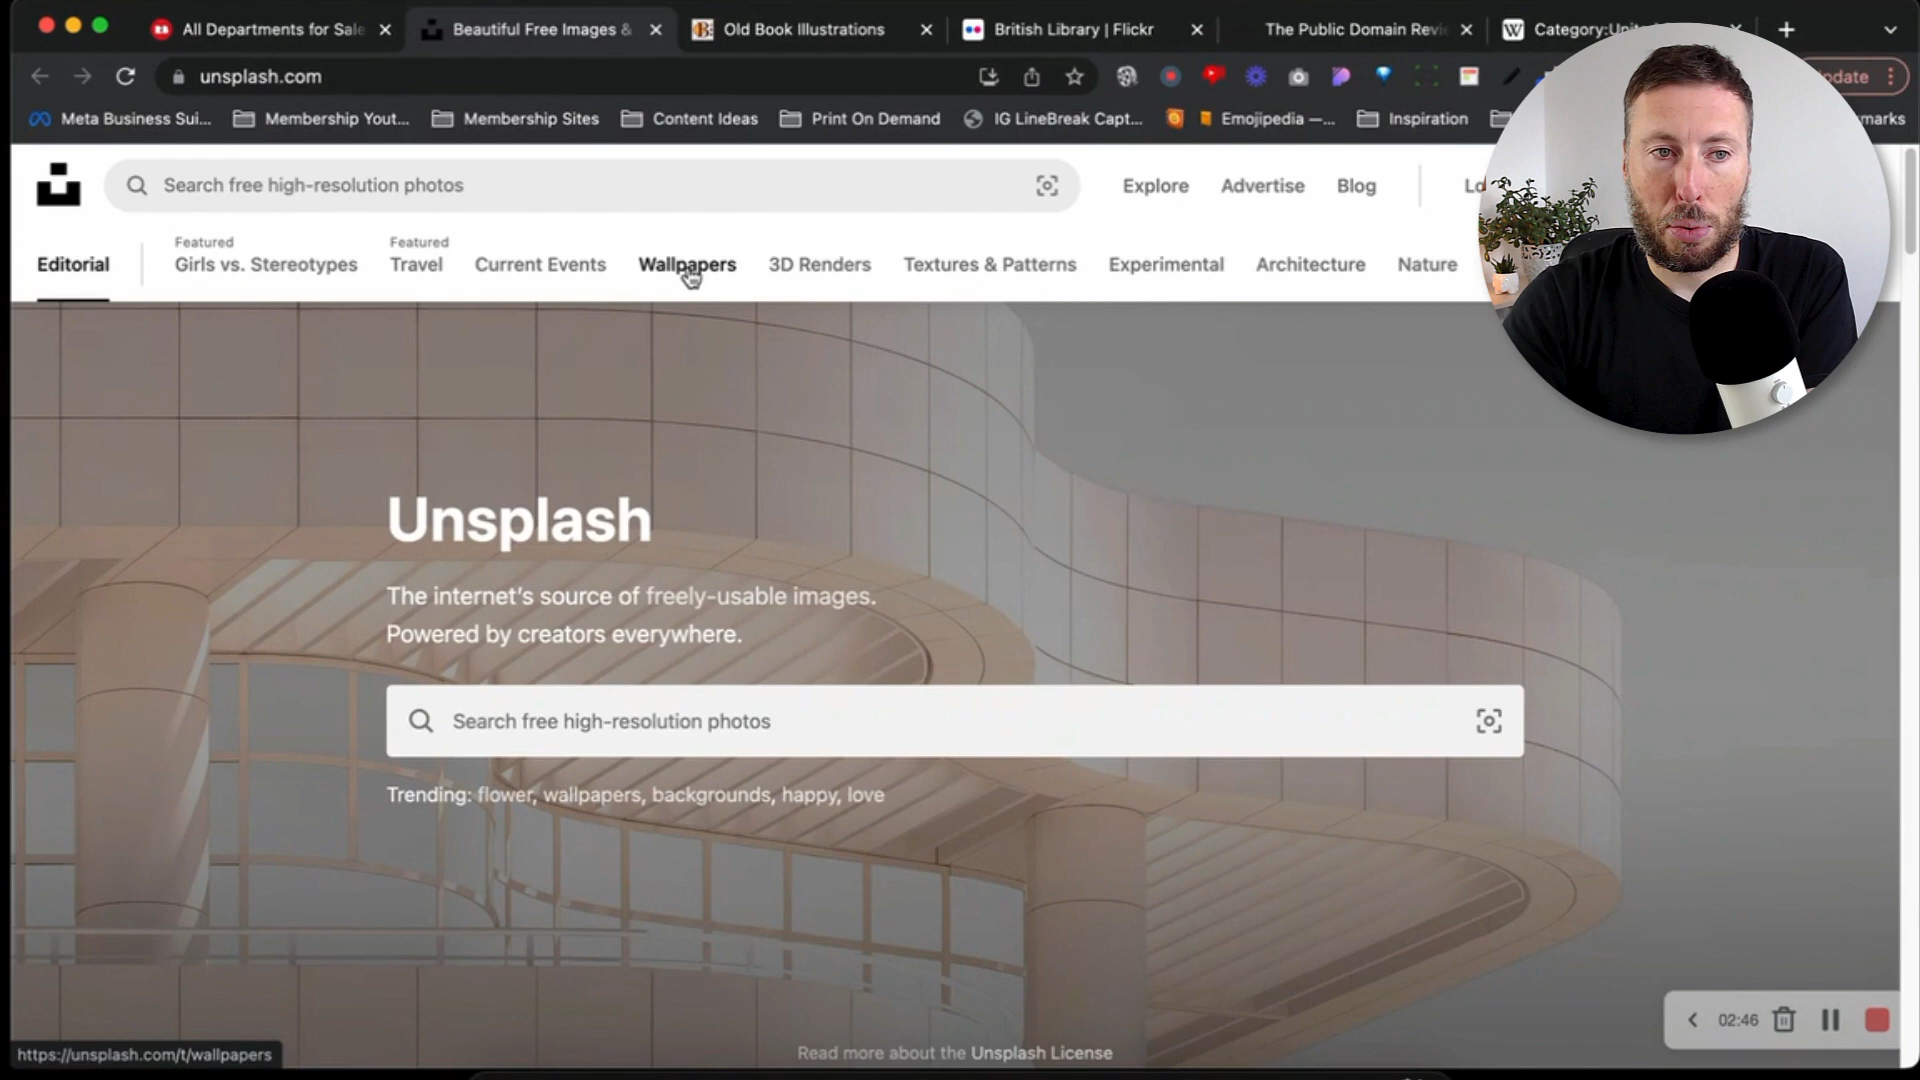 All Departments for Sale
Beautiful Free Images &
Old Book Illustrations
British Library | Flickr
The Public Domain Revie
W Category:Uni
unsplash.com
Meta Business Sui...
Membership Yout...
Membership Sites
Content Ideas
Print On Demand
IG LineBreak Capt...
Emojipedia —...
Inspiration
Search free high-resolution photos
Explore
Advertise
Blog
Editorial
Featured
Girls vs. Stereotypes
Featured
Travel
Current Events
Wallpapers
3D Renders
Textures & Patterns
Experimental
Architecture
Nature
Unsplash
The internet's source of freely-usable images.
Powered by creators everywhere.
Search free high-resolution photos
Trending: flower, wallpapers, backgrounds, happy, love
02:46
https://unsplash.com/t/wallpapers
Read more about the Unsplash License